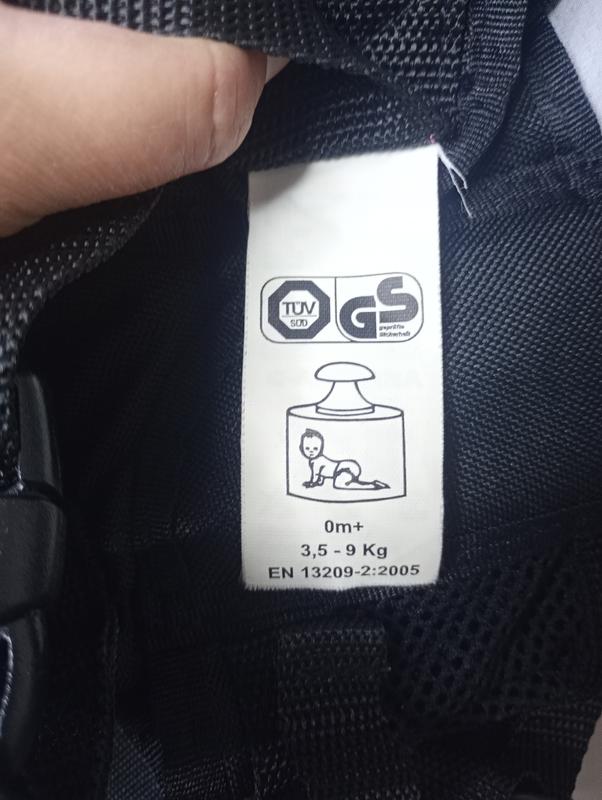 TÜV
SÜD
GS
geprüfte
Sicherheit
0m+
3,5 - 9 Kg
EN 13209-2:2005